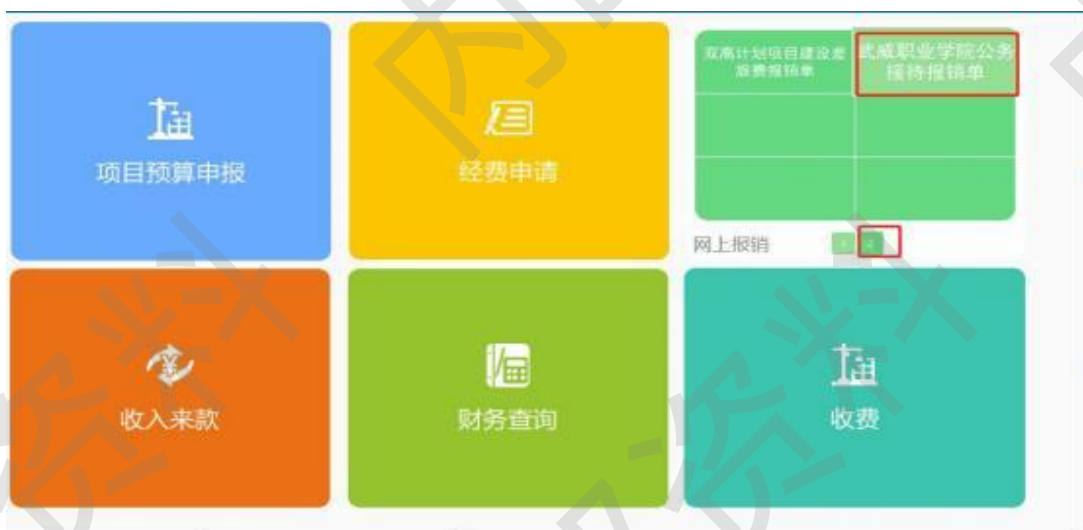 双高计划项目建设差
旅费报销单
武威职业学院公务
接待报销单
项目预算申报
经费申请
网上报销
1
2
收入来款
财务查询
收费